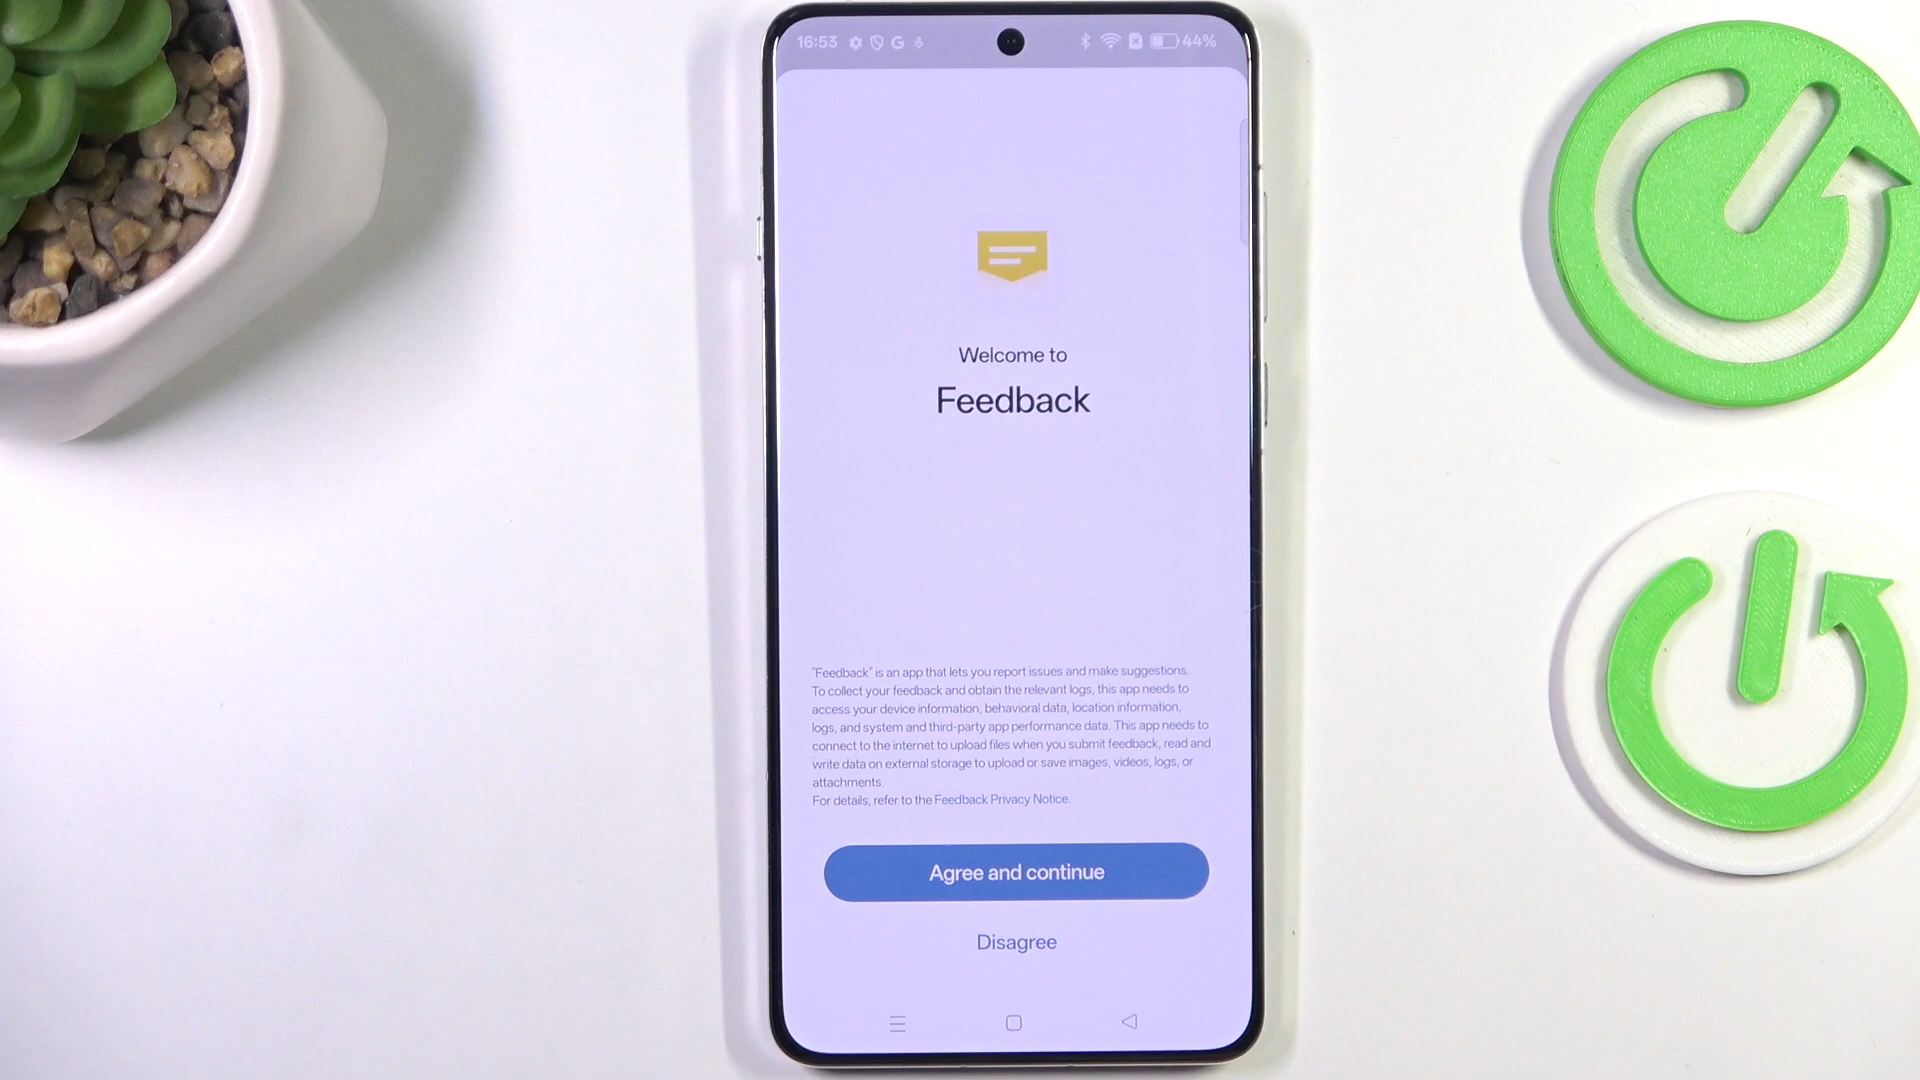 16:53 G 44%
Welcome to
Feedback
"Feedback" is an app that lets you report issues and make suggestions.
To collect your feedback and obtain the relevant logs, this app needs to
access your device information, behavioral data, location information,
logs, and system and third-party app performance data. This app needs to
connect to the internet to upload files when you submit feedback, read and
write data on external storage to upload or save images, videos, logs, or
attachments.
For details, refer to the Feedback Privacy Notice.
Agree and continue
Disagree